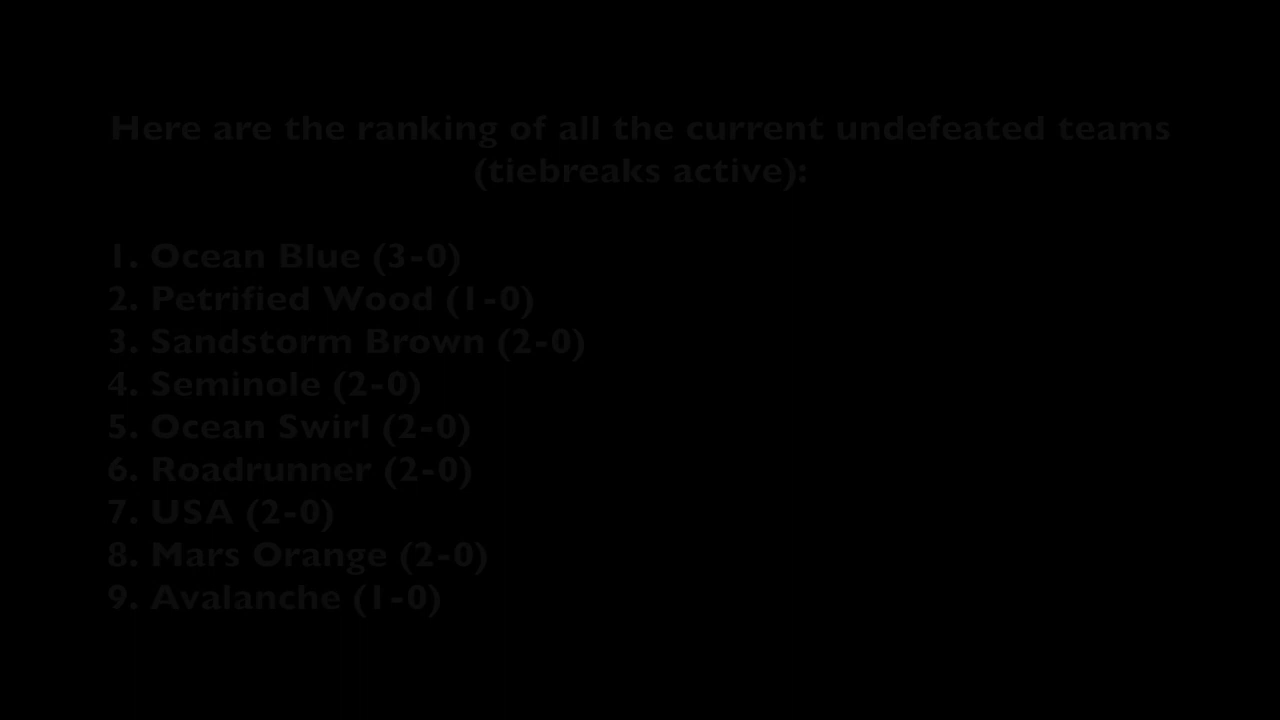 Here are the ranking of all the current undefeated teams
(tiebreaks active):
1. Ocean Blue (3-0)
2. Petrified Wood (1-0)
3. Sandstorm Brown (2-0)
4. Seminole (2-0)
5. Ocean Swirl (2-0)
6. Roadrunner (2-0)
7. USA (2-0)
8. Mars Orange (2-0)
9. Avalanche (1-0)